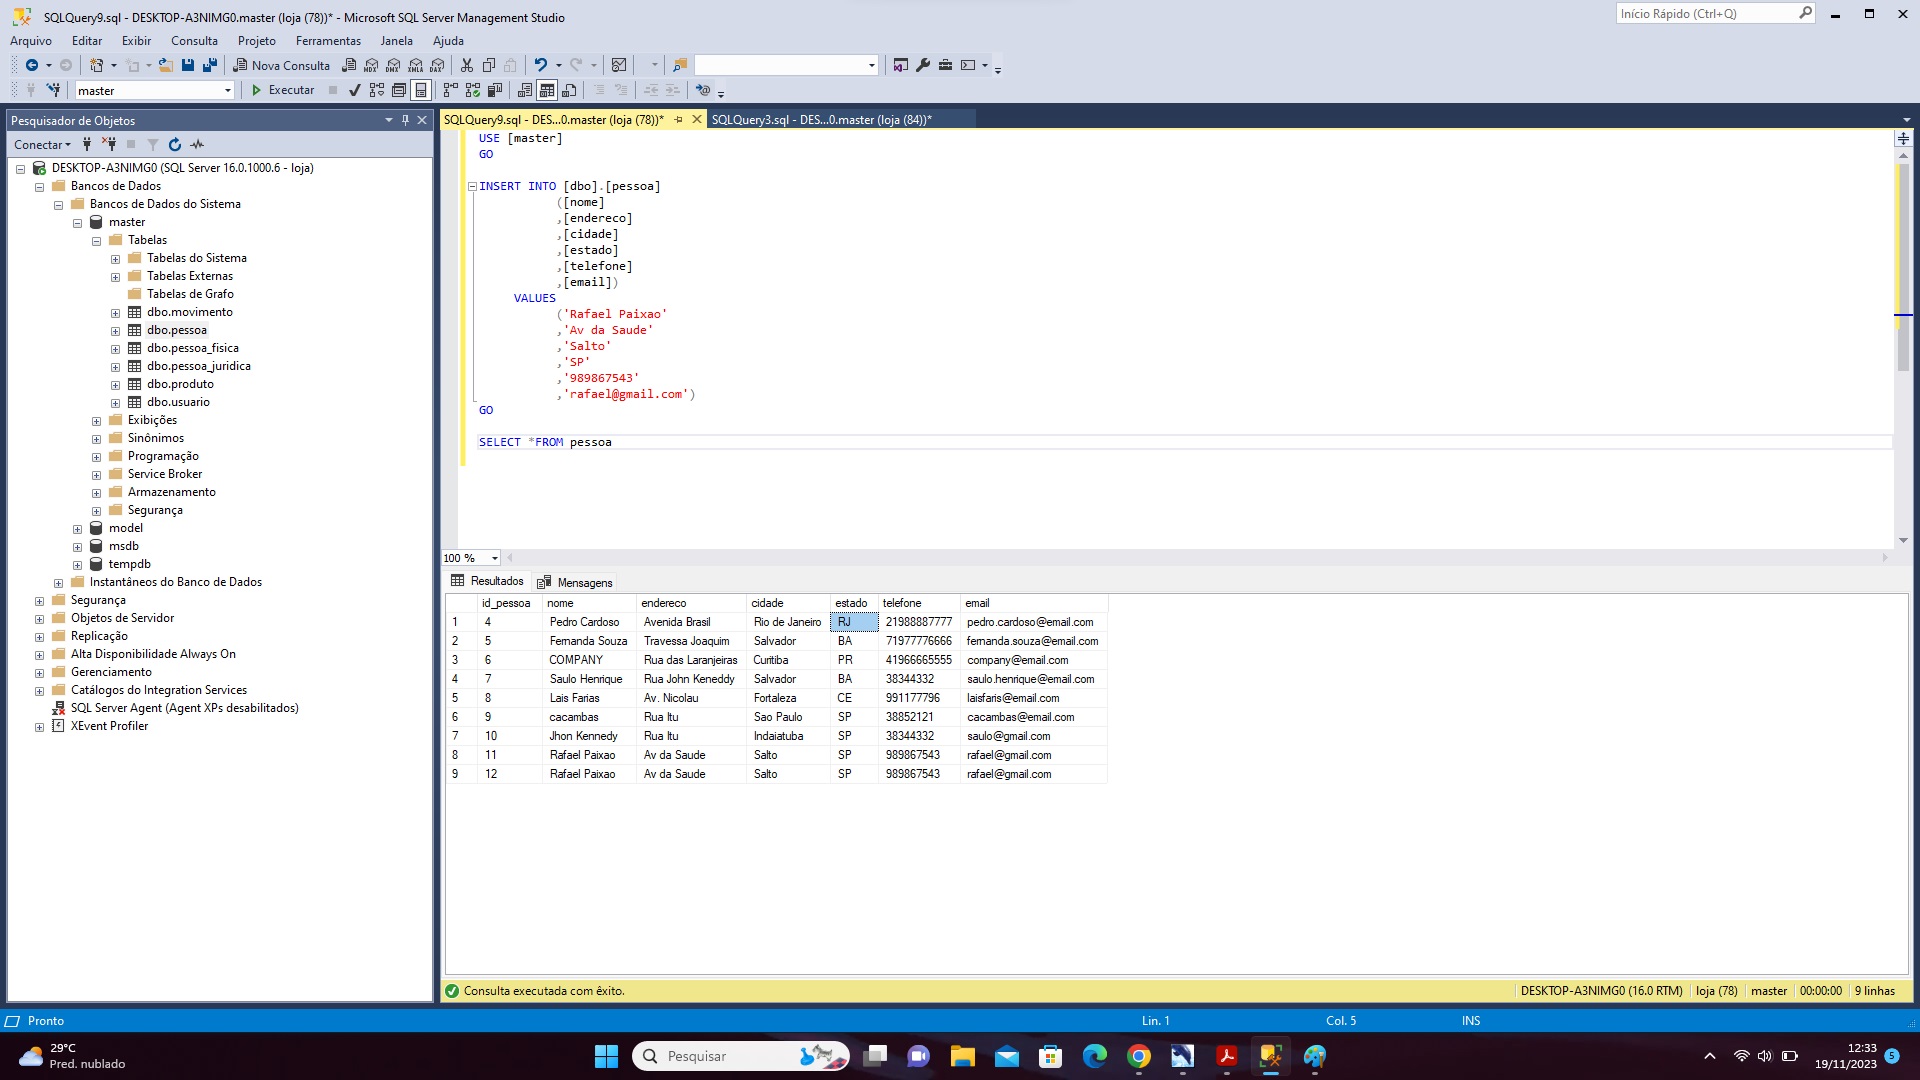 SQLQuery9.sql - DESKTOP-A3NIMG0.master (loja (78))* - Microsoft SQL Server Management Studio
Início Rápido (Ctrl+Q)
Arquivo Editar Exibir Consulta Projeto Ferramentas Janela Ajuda
Nova Consulta MDX DMX XMLA DAX
master Executar
Pesquisador de Objetos
Conectar
DESKTOP-A3NIMG0 (SQL Server 16.0.1000.6 - loja)
Bancos de Dados
Bancos de Dados do Sistema
master
Tabelas
Tabelas do Sistema
Tabelas Externas
Tabelas de Grafo
dbo.movimento
dbo.pessoa
dbo.pessoa_fisica
dbo.pessoa_juridica
dbo.produto
dbo.usuario
Exibições
Sinônimos
Programação
Service Broker
Armazenamento
Segurança
model
msdb
tempdb
Instantâneos do Banco de Dados
Segurança
Objetos de Servidor
Replicação
Alta Disponibilidade Always On
Gerenciamento
Catálogos do Integration Services
SQL Server Agent (Agent XPs desabilitados)
XEvent Profiler
SQLQuery9.sql - DES...0.master (loja (78))* SQLQuery3.sql - DES...0.master (loja (84))*
USE [master]
GO
INSERT INTO [dbo].[pessoa]
([nome]
,[endereco]
,[cidade]
,[estado]
,[telefone]
,[email])
VALUES
('Rafael Paixao'
,'Av da Saude'
,'Salto'
,'SP'
,'989867543'
,'rafael@gmail.com')
GO
SELECT *FROM pessoa
100 %
Resultados Mensagens
id_pessoa nome endereco cidade estado telefone email
1 4 Pedro Cardoso Avenida Brasil Rio de Janeiro RJ 21988887777 pedro.cardoso@email.com
2 5 Fernanda Souza Travessa Joaquim Salvador BA 71977776666 fernanda.souza@email.com
3 6 COMPANY Rua das Laranjeiras Curitiba PR 41966665555 company@email.com
4 7 Saulo Henrique Rua John Keneddy Salvador BA 38344332 saulo.henrique@email.com
5 8 Lais Farias Av. Nicolau Fortaleza CE 991177796 laisfaris@email.com
6 9 cacambas Rua Itu Sao Paulo SP 38852121 cacambas@email.com
7 10 Jhon Kennedy Rua Itu Indaiatuba SP 38344332 saulo@gmail.com
8 11 Rafael Paixao Av da Saude Salto SP 989867543 rafael@gmail.com
9 12 Rafael Paixao Av da Saude Salto SP 989867543 rafael@gmail.com
Consulta executada com êxito. DESKTOP-A3NIMG0 (16.0 RTM) loja (78) master 00:00:00 9 linhas
Pronto Lin. 1 Col. 5 INS
29°C
Pred. nublado
Pesquisar
12:33
19/11/2023
5